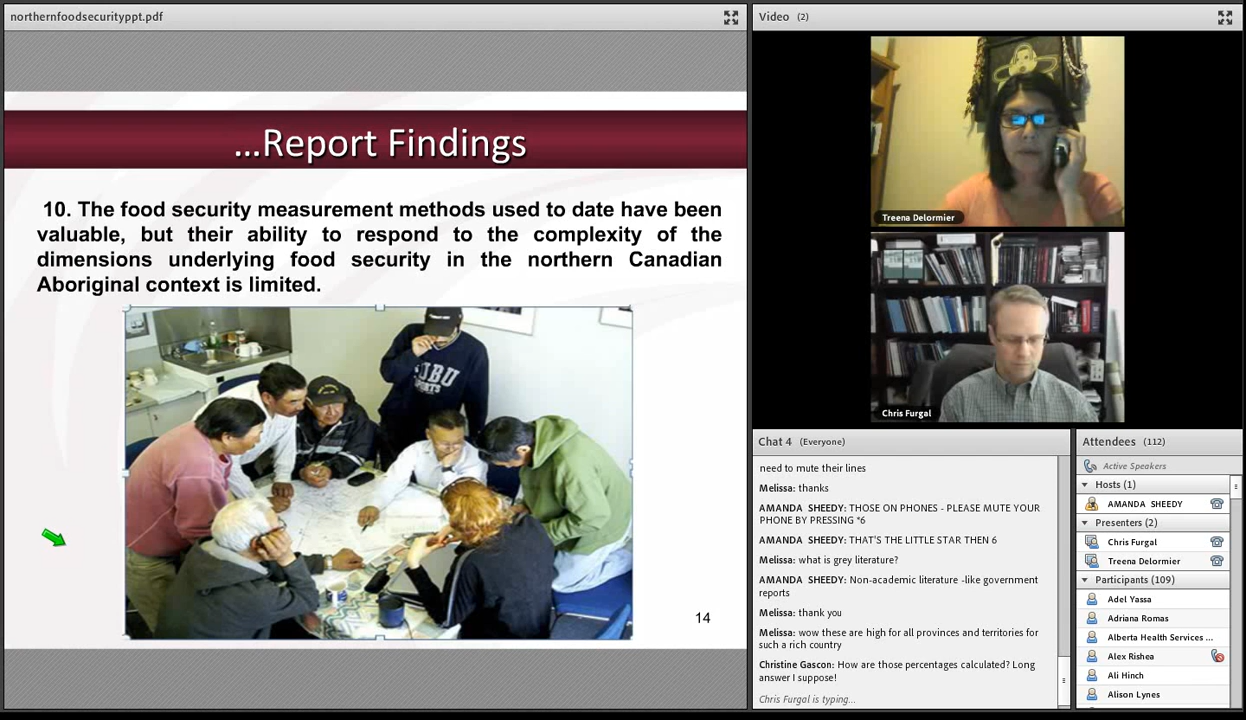 northernfoodsecurityppt.pdf
...Report Findings
10. The food security measurement methods used to date have been
valuable, but their ability to respond to the complexity of the
dimensions underlying food security in the northern Canadian
Aboriginal context is limited.
14
Video (2)
Treena Delormier
Chris Furgal
Chat 4 (Everyone)
need to mute their lines
Melissa: thanks
AMANDA SHEEDY: THOSE ON PHONES - PLEASE MUTE YOUR
PHONE BY PRESSING *6
AMANDA SHEEDY: THAT'S THE LITTLE STAR THEN 6
Melissa: what is grey literature?
AMANDA SHEEDY: Non-academic literature -like government
reports
Melissa: thank you
Melissa: wow these are high for all provinces and territories for
such a rich country
Christine Gascon: How are those percentages calculated? Long
answer I suppose!
Chris Furgal is typing...
Attendees (112)
Active Speakers
Hosts (1)
AMANDA SHEEDY
Presenters (2)
Chris Furgal
Treena Delormier
Participants (109)
Adel Yassa
Adriana Romas
Alberta Health Services ...
Alex Rishea
Ali Hinch
Alison Lynes